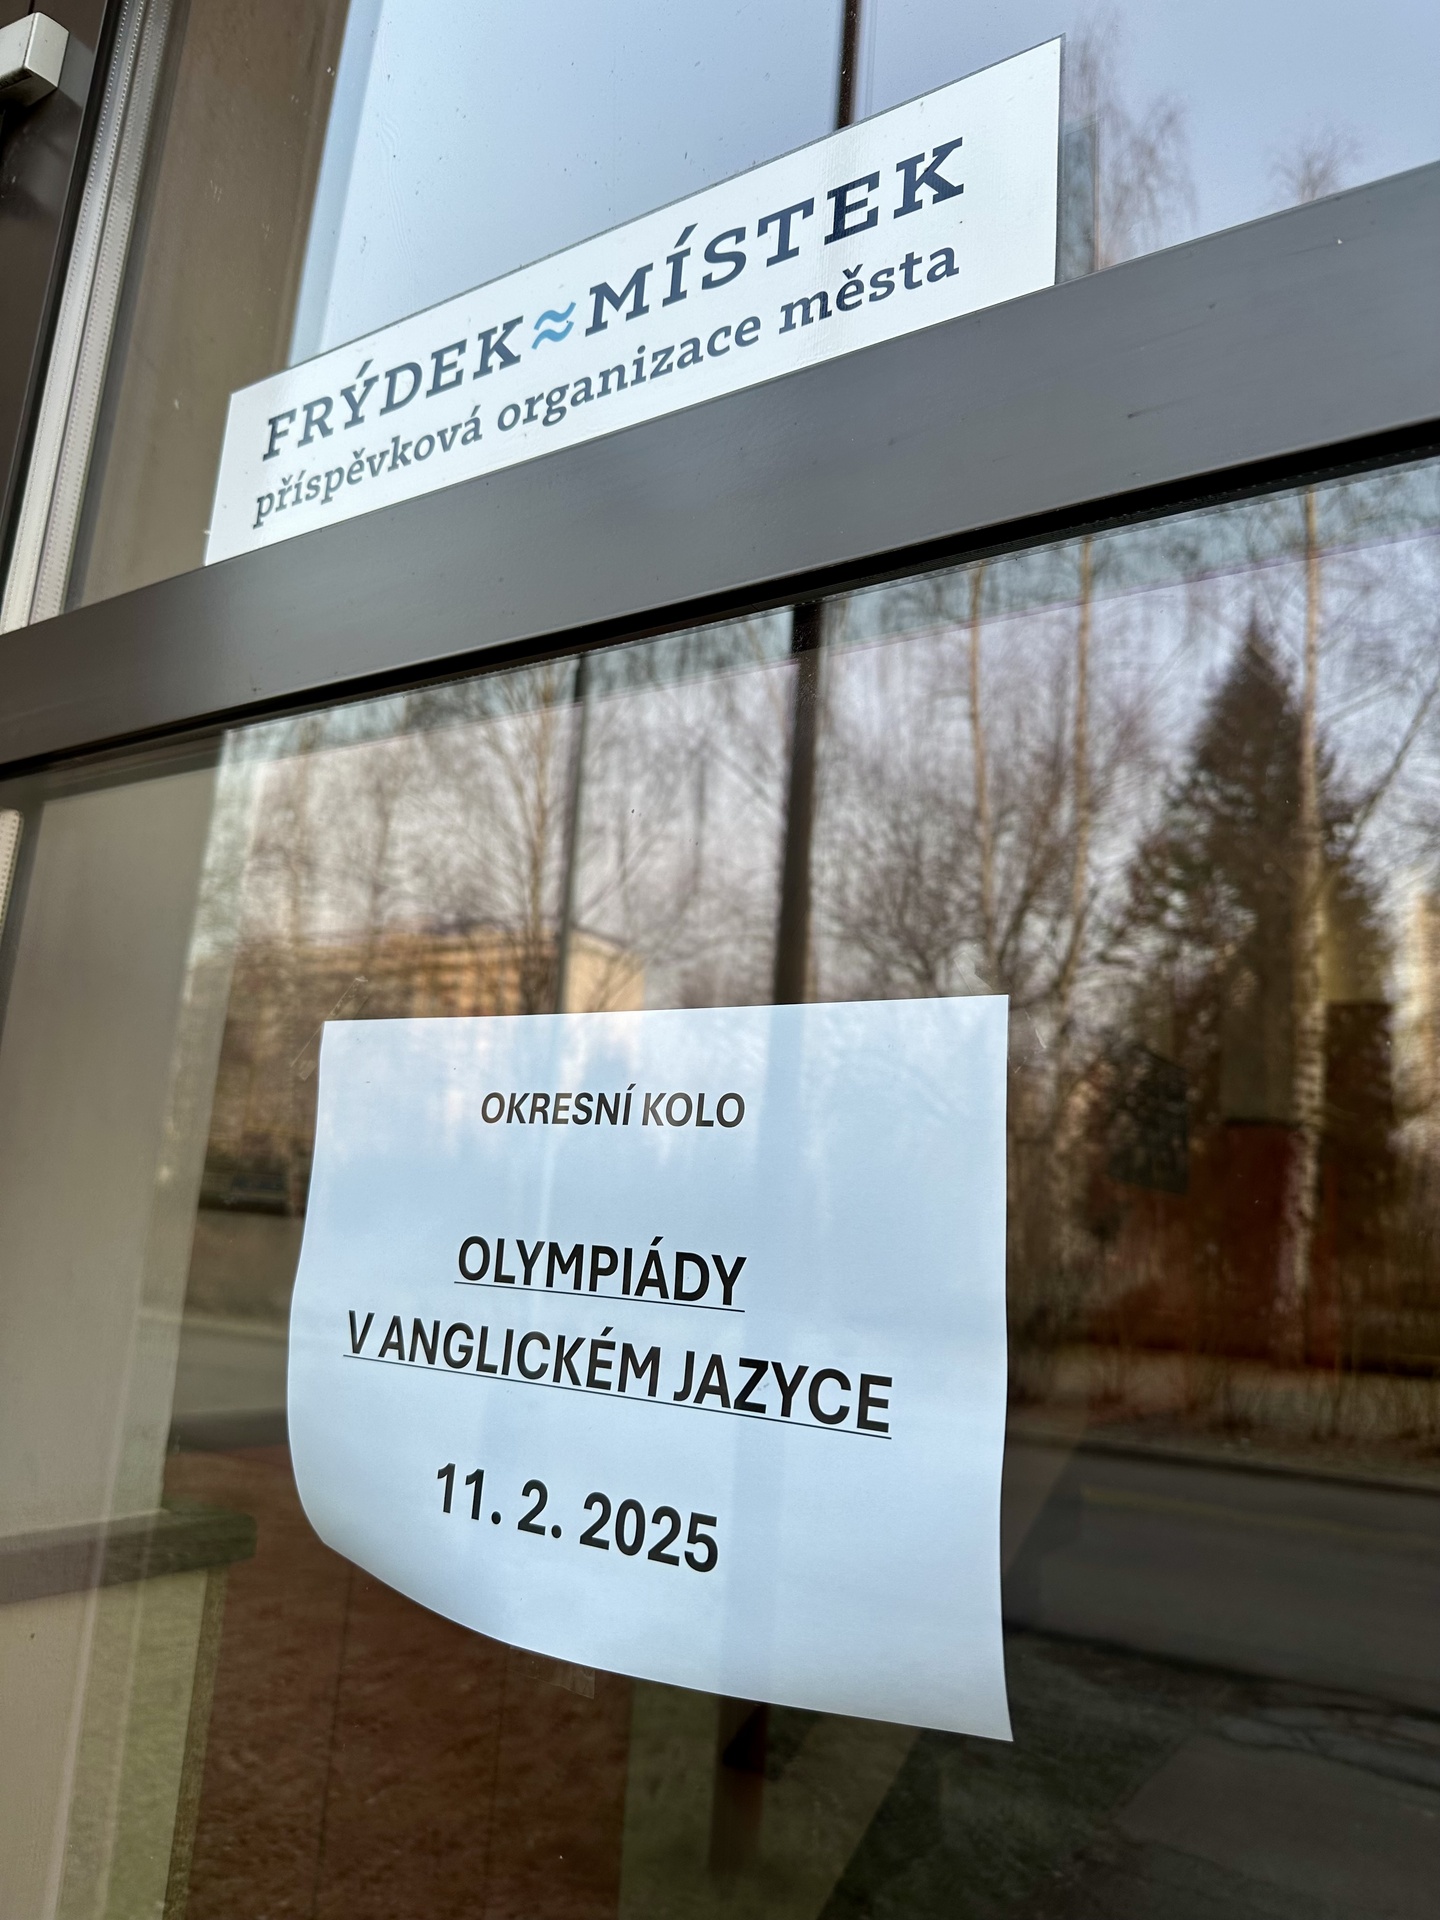 FRÝDEK≈MÍSTEK
příspěvková organizace města
OKRESNÍ KOLO
OLYMPIÁDY
V ANGLICKÉM JAZYCE
11. 2. 2025